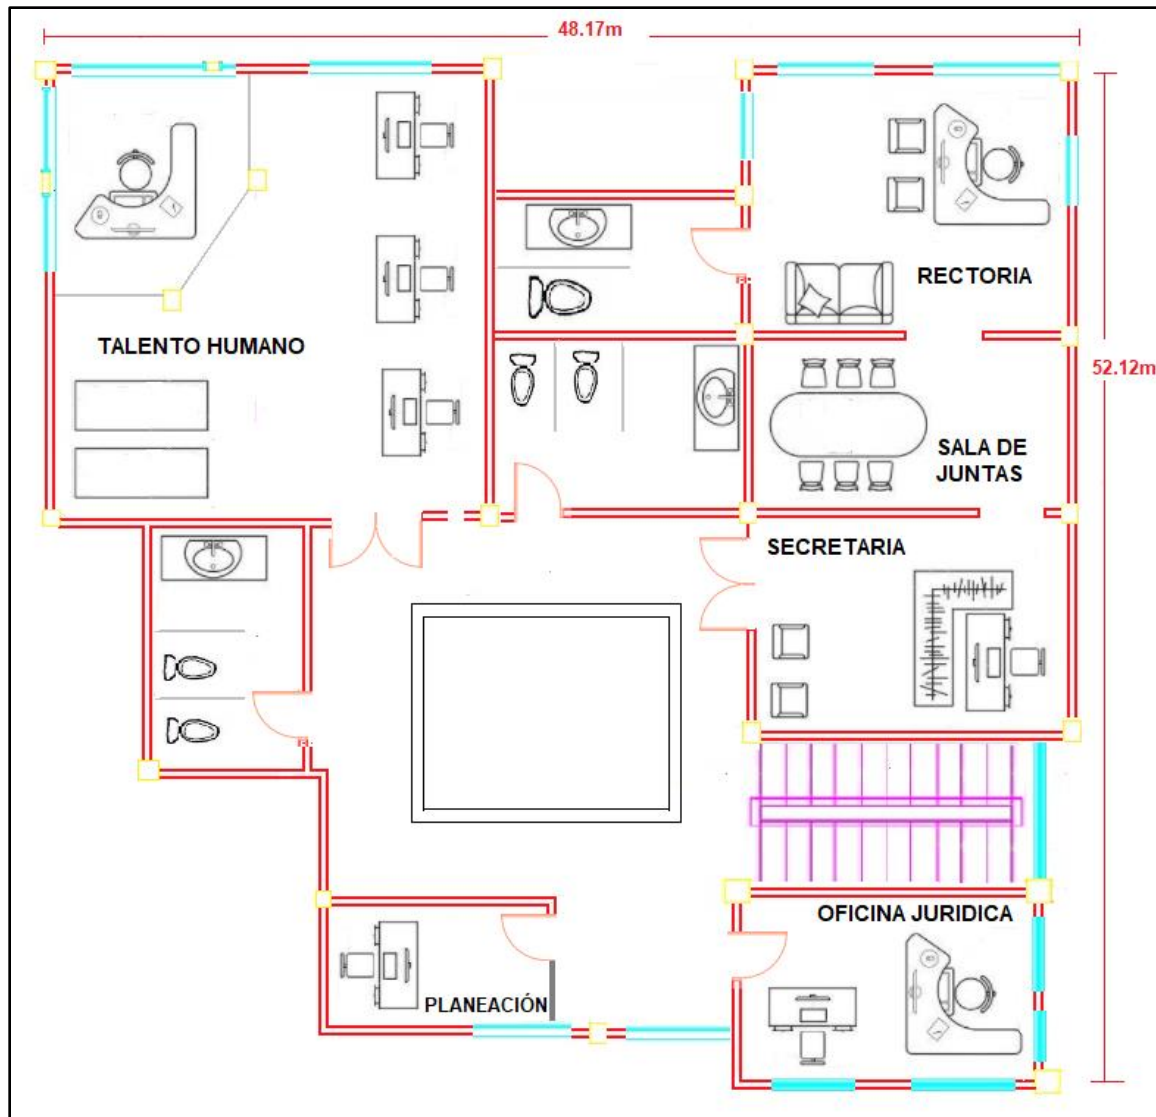 48.17m
RECTORIA
TALENTO HUMANO
52.12m
SALA DE
JUNTAS
SECRETARIA
OFICINA JURIDICA
PLANEACIÓN